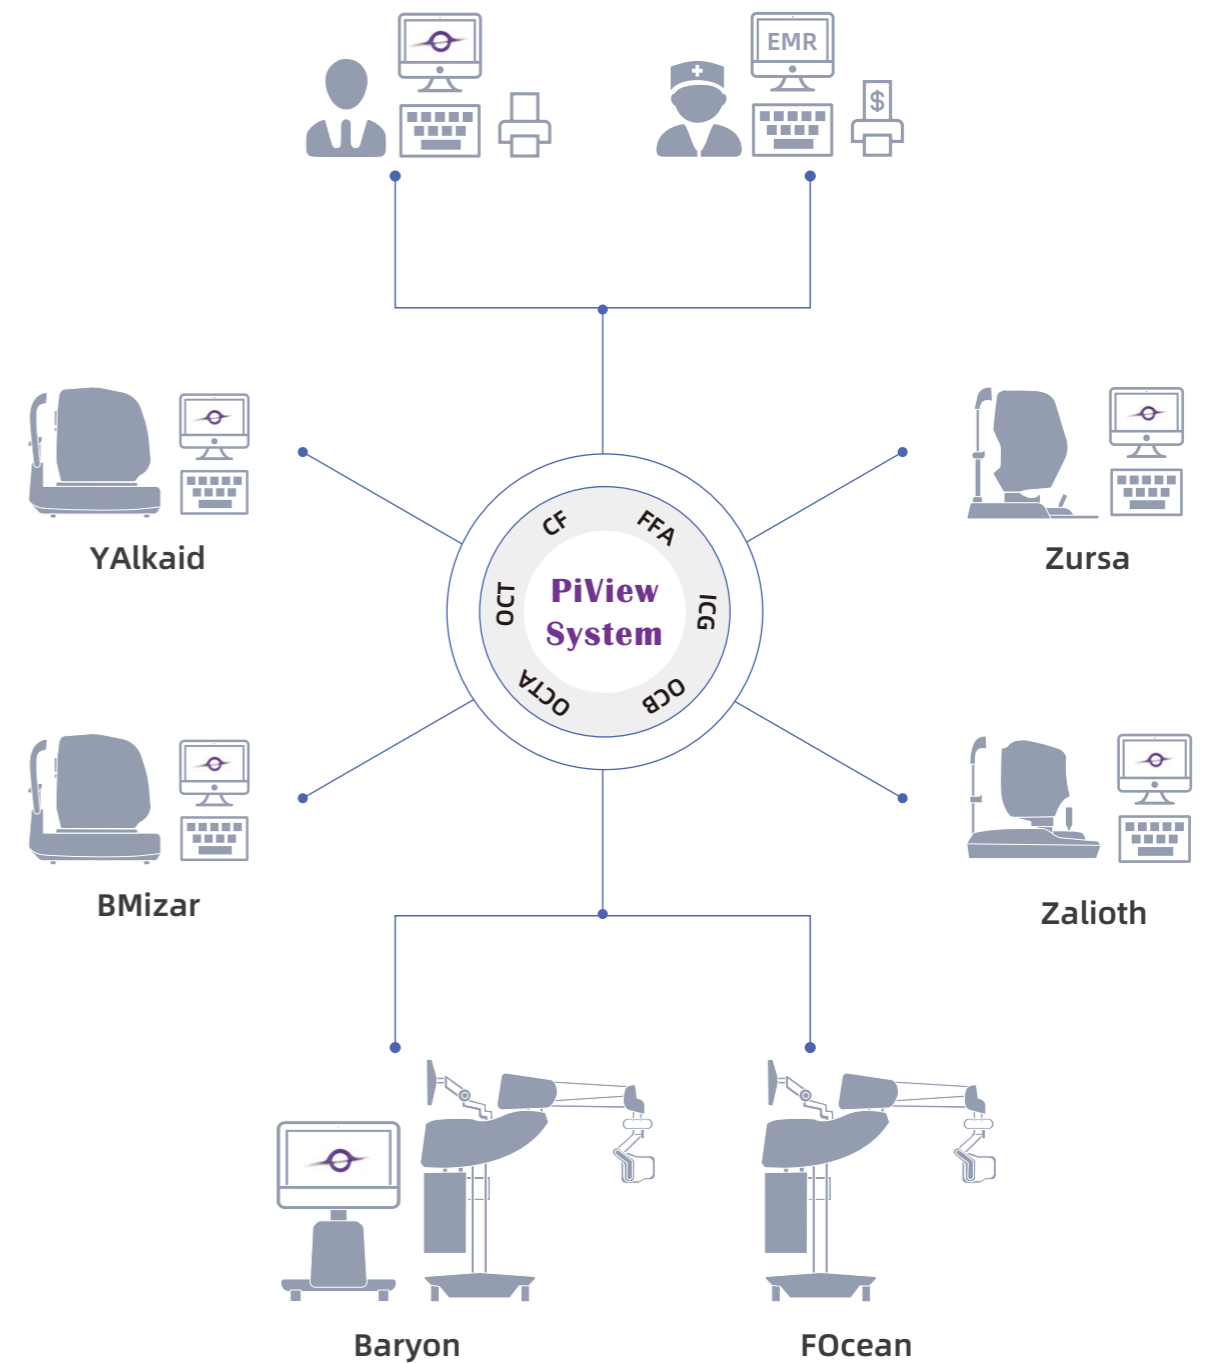 EMR
$
YAlkaid
Zursa
CF
FFA
OCT
ICG
OCTA
OCB
PiView
System
BMizar
Zalioth
Baryon
FOcean